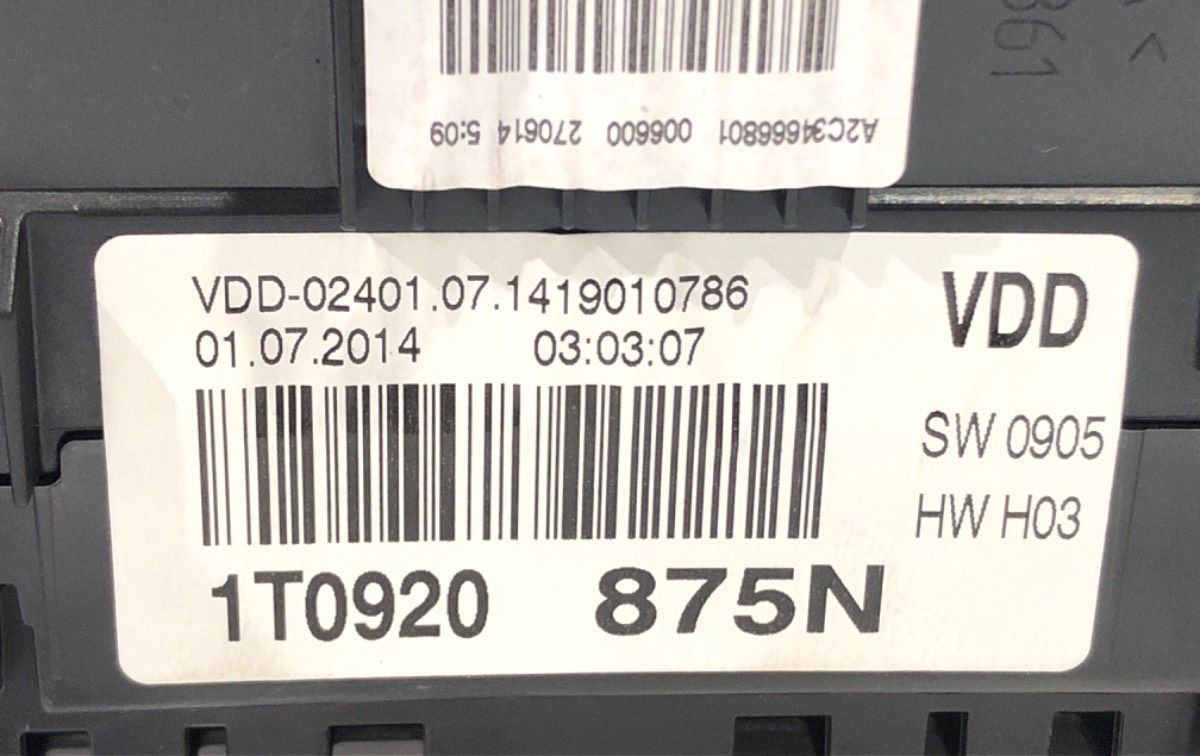 A2C34666801 006600 270614 5:09
VDD-02401.07.1419010786
01.07.2014 03:03:07
VDD
SW 0905
HW H03
1T0920 875N